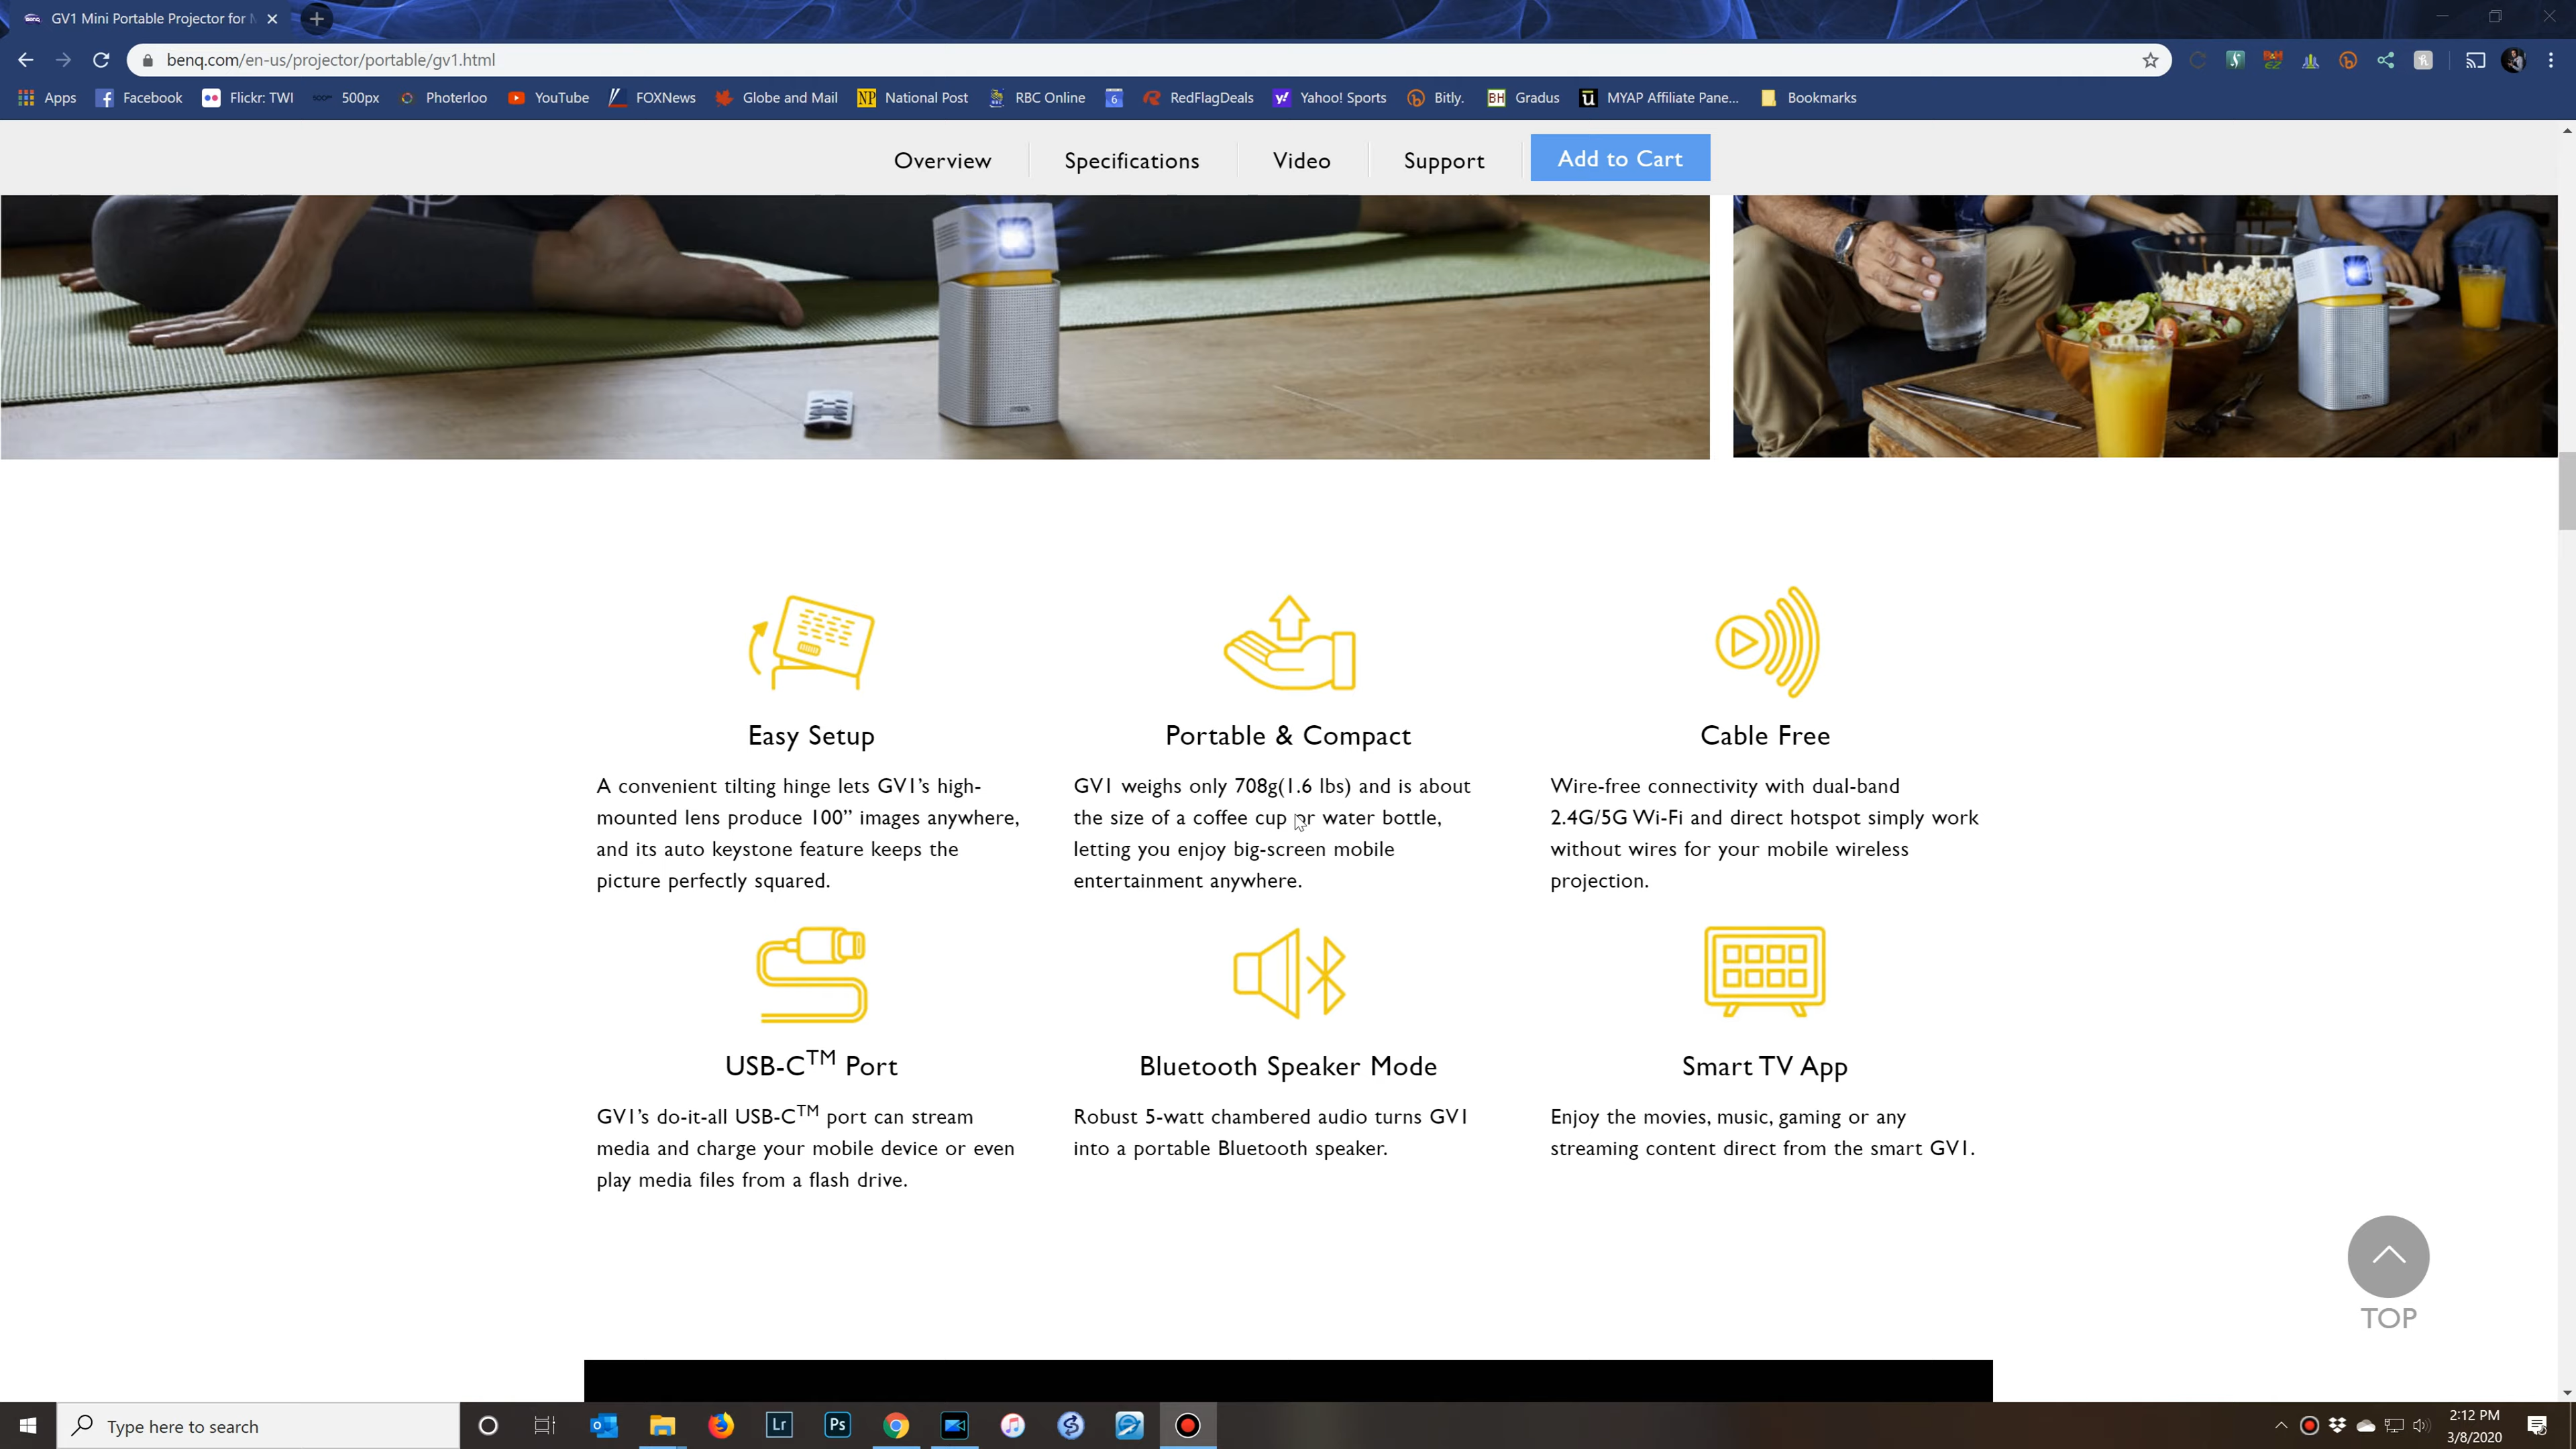 GV1 Mini Portable Projector for M
benq.com/en-us/projector/portable/gv1.html
Apps Facebook Flickr: TWI 500px Photerloo YouTube FOXNews Globe and Mail NP National Post RBC Online 6 RedFlagDeals Yahoo! Sports Bitly. BH Gradus MYAP Affiliate Pane... Bookmarks
Overview Specifications Video Support Add to Cart
Easy Setup
A convenient tilting hinge lets GV1's high-
mounted lens produce 100” images anywhere,
and its auto keystone feature keeps the
picture perfectly squared.
Portable & Compact
GV1 weighs only 708g(1.6 lbs) and is about
the size of a coffee cup or water bottle,
letting you enjoy big-screen mobile
entertainment anywhere.
Cable Free
Wire-free connectivity with dual-band
2.4G/5G Wi-Fi and direct hotspot simply work
without wires for your mobile wireless
projection.
USB-C™ Port
GV1's do-it-all USB-C™ port can stream
media and charge your mobile device or even
play media files from a flash drive.
Bluetooth Speaker Mode
Robust 5-watt chambered audio turns GV1
into a portable Bluetooth speaker.
Smart TV App
Enjoy the movies, music, gaming or any
streaming content direct from the smart GV1.
TOP
Type here to search
Lr Ps
2:12 PM
3/8/2020